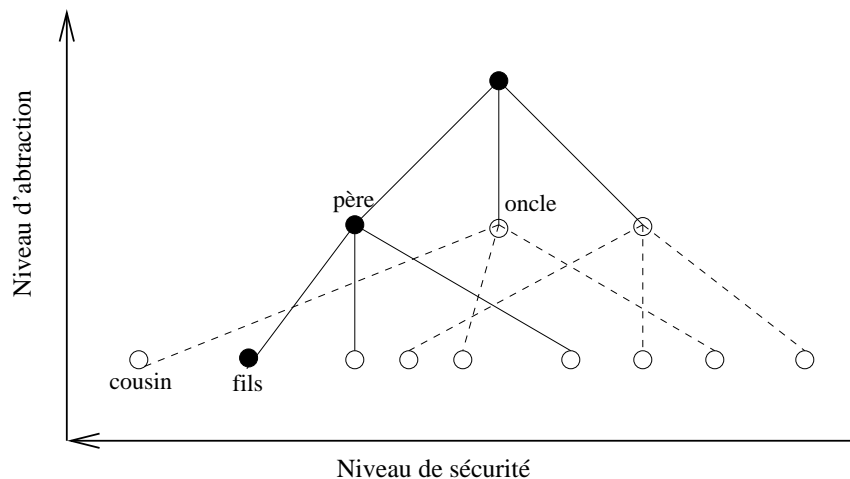 Niveau d'abtraction
père
oncle
cousin
fils
Niveau de sécurité